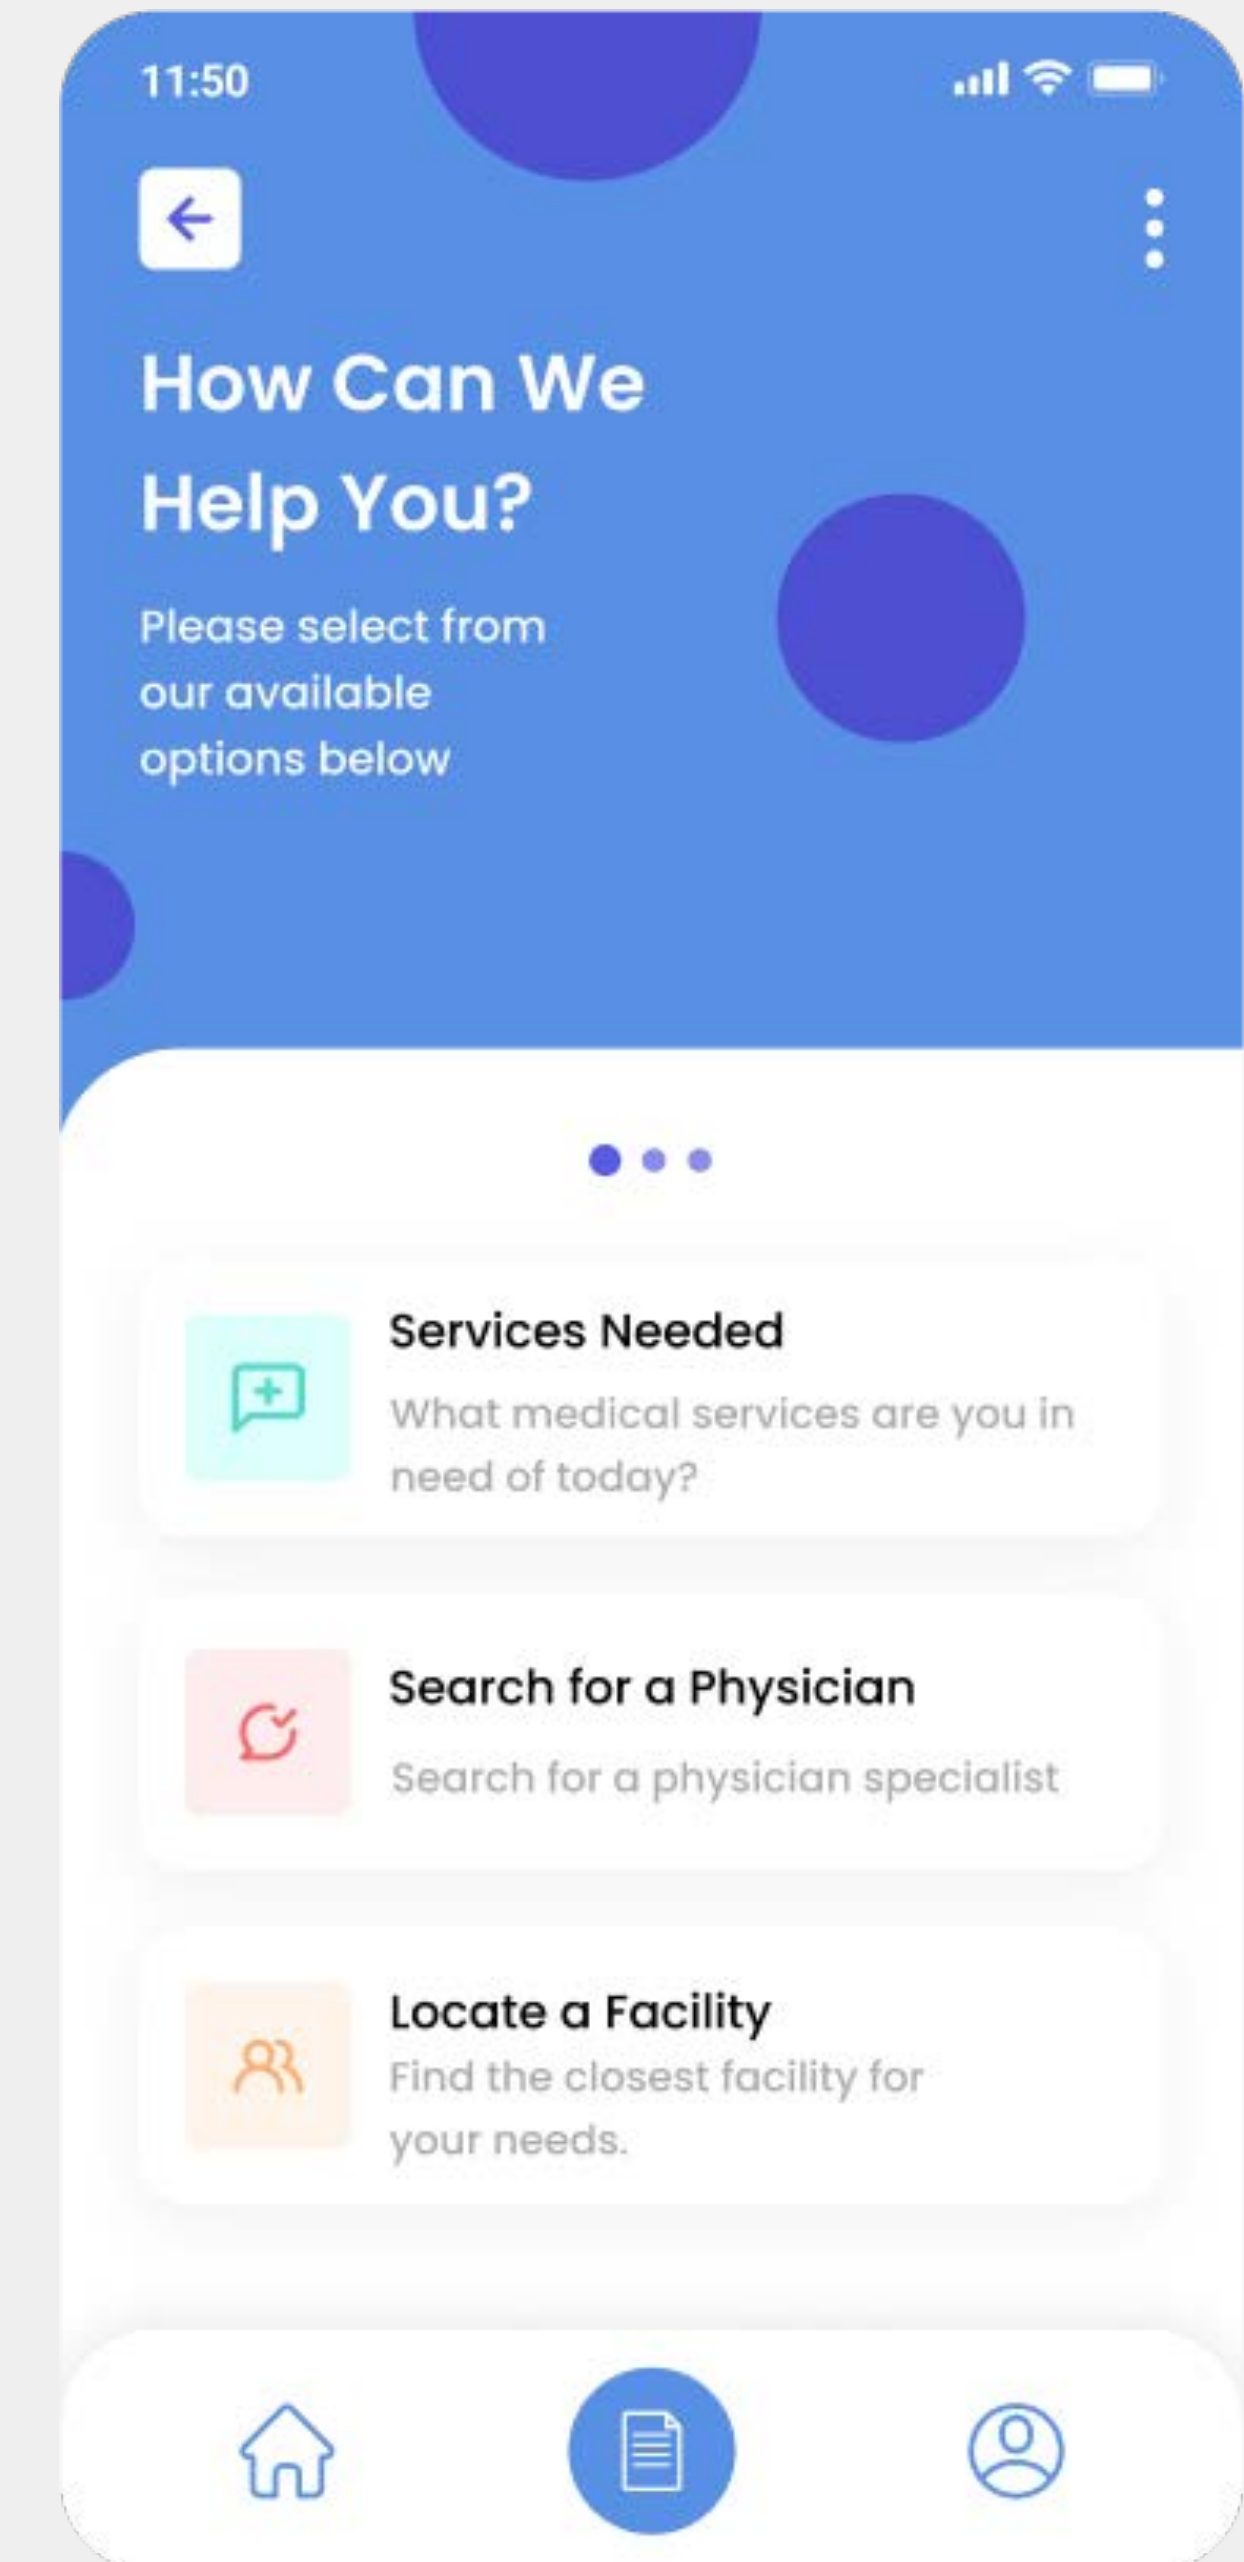 11:50
How Can We
Help You?
Please select from
our available
options below
Services Needed
What medical services are you in
need of today?
Search for a Physician
Search for a physician specialist
Locate a Facility
Find the closest facility for
your needs.